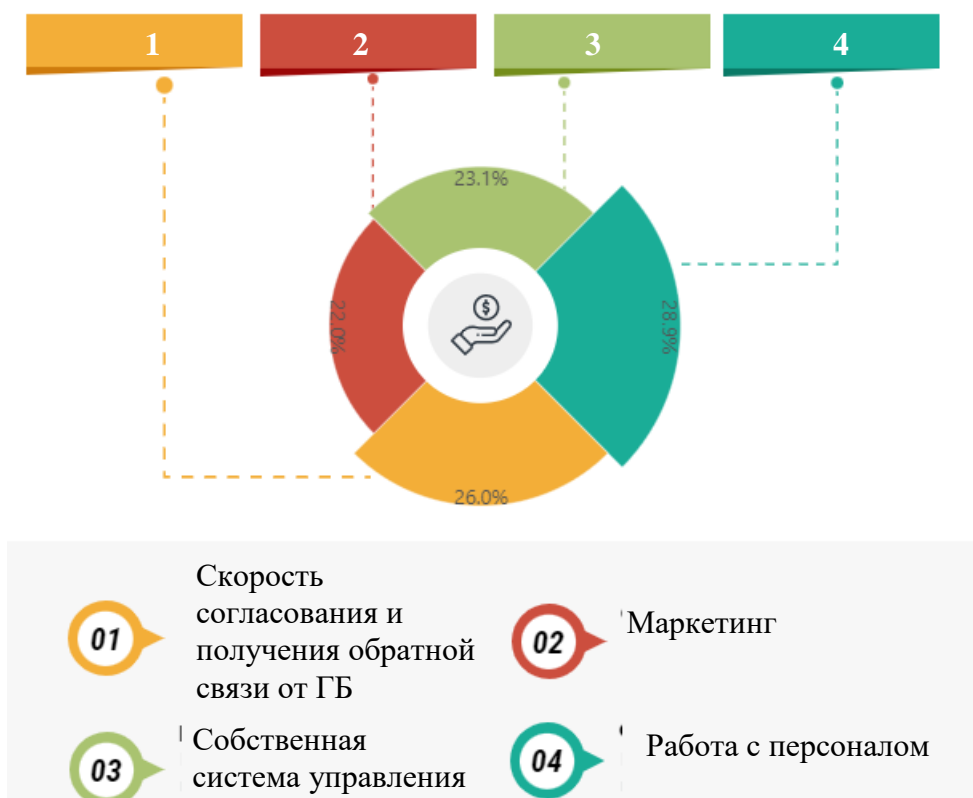 1
2
3
4
23.1%
22.0%
28.9%
26.0%
$
01
Скорость
согласования и
получения обратной
связи от ГБ
02
Маркетинг
03
Собственная
система управления
04
Работа с персоналом